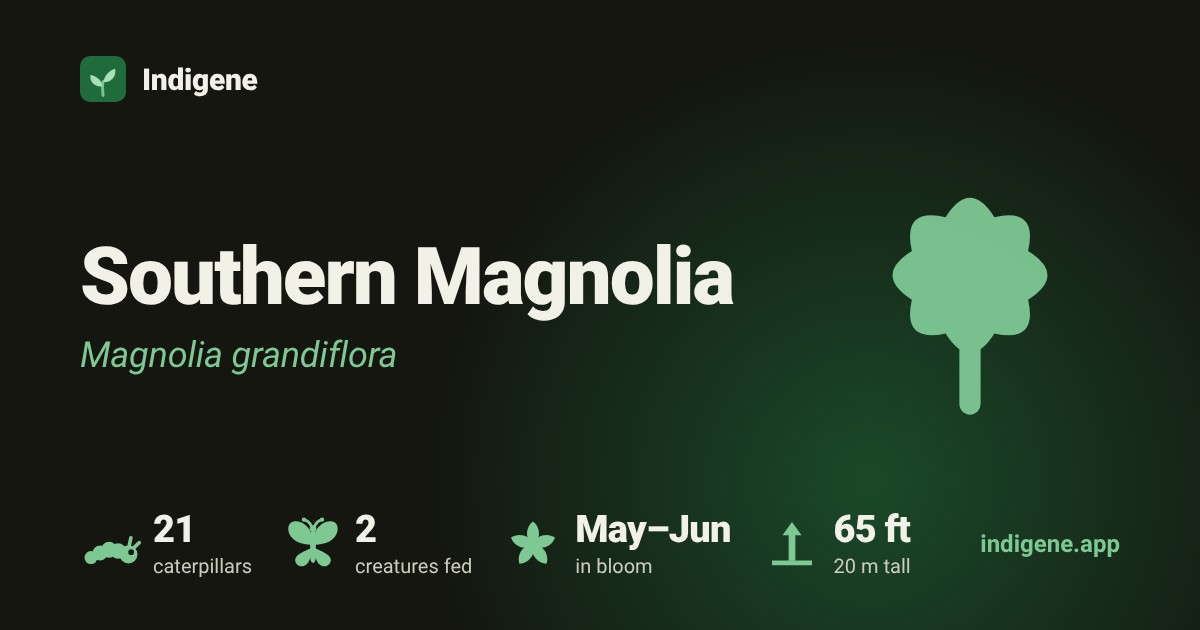 Indigene
Southern Magnolia
Magnolia grandiflora
21
caterpillars
2
creatures fed
May–Jun
in bloom
65 ft
20 m tall
indigene.app